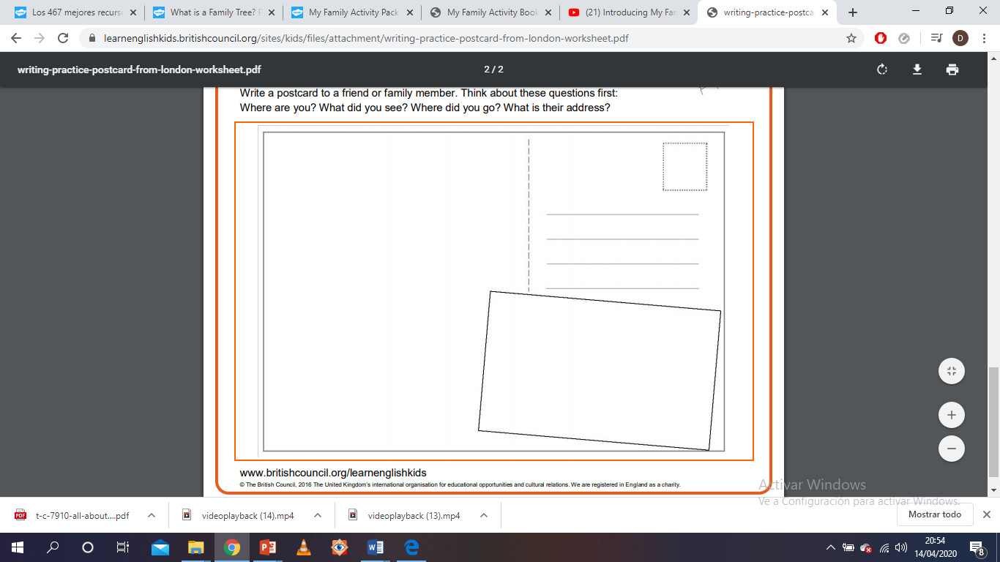 Los 467 mejores recurso
What is a Family Tree? F
My Family Activity Pack
My Family Activity Book
(21) Introducing My Fam
writing-practice-postca
learnenglishkids.britishcouncil.org/sites/kids/files/attachment/writing-practice-postcard-from-london-worksheet.pdf
D
writing-practice-postcard-from-london-worksheet.pdf
2 / 2
Write a postcard to a friend or family member. Think about these questions first:
Where are you? What did you see? Where did you go? What is their address?
www.britishcouncil.org/learnenglishkids
© The British Council, 2016 The United Kingdom's international organisation for educational opportunities and cultural relations. We are registered in England as a charity.
Activar Windows
Ve a Configuración para activar Windows.
t-c-7910-all-about....pdf
videoplayback (14).mp4
videoplayback (13).mp4
Mostrar todo
20:54
14/04/2020
8